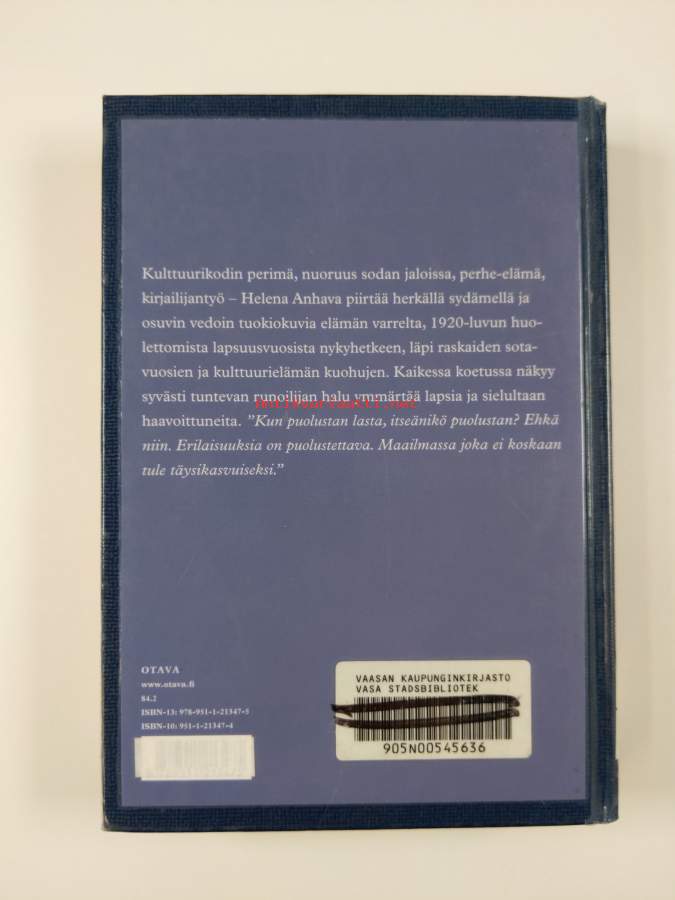 Kulttuurikodin perimä, nuoruus sodan jaloissa, perhe-elämä,
kirjailijantyö – Helena Anhava piirtää herkällä sydämellä ja
osuvin vedoin tuokiokuvia elämän varrelta, 1920-luvun huo-
lettomista lapsuusvuosista nykyhetkeen, läpi raskaiden sota-
vuosien ja kulttuurielämän kuohujen. Kaikessa koetussa näkyy
syvästi tuntevan runoilijan halu ymmärtää lapsia ja sielultaan
Antikvariaatti.net
haavoittuneita. ”Kun puolustan lasta, itseänikö puolustan? Ehkä
niin. Erilaisuuksia on puolustettava. Maailmassa joka ei koskaan
tule täysikasvuiseksi.”
OTAVA
www.otava.fi
84.2
ISBN-13: 978-951-1-21347-5
ISBN-10: 951-1-21347-4
VAASAN KAUPUNGINKIRJASTO
VASA STADSBIBLIOTEK
905N00545636